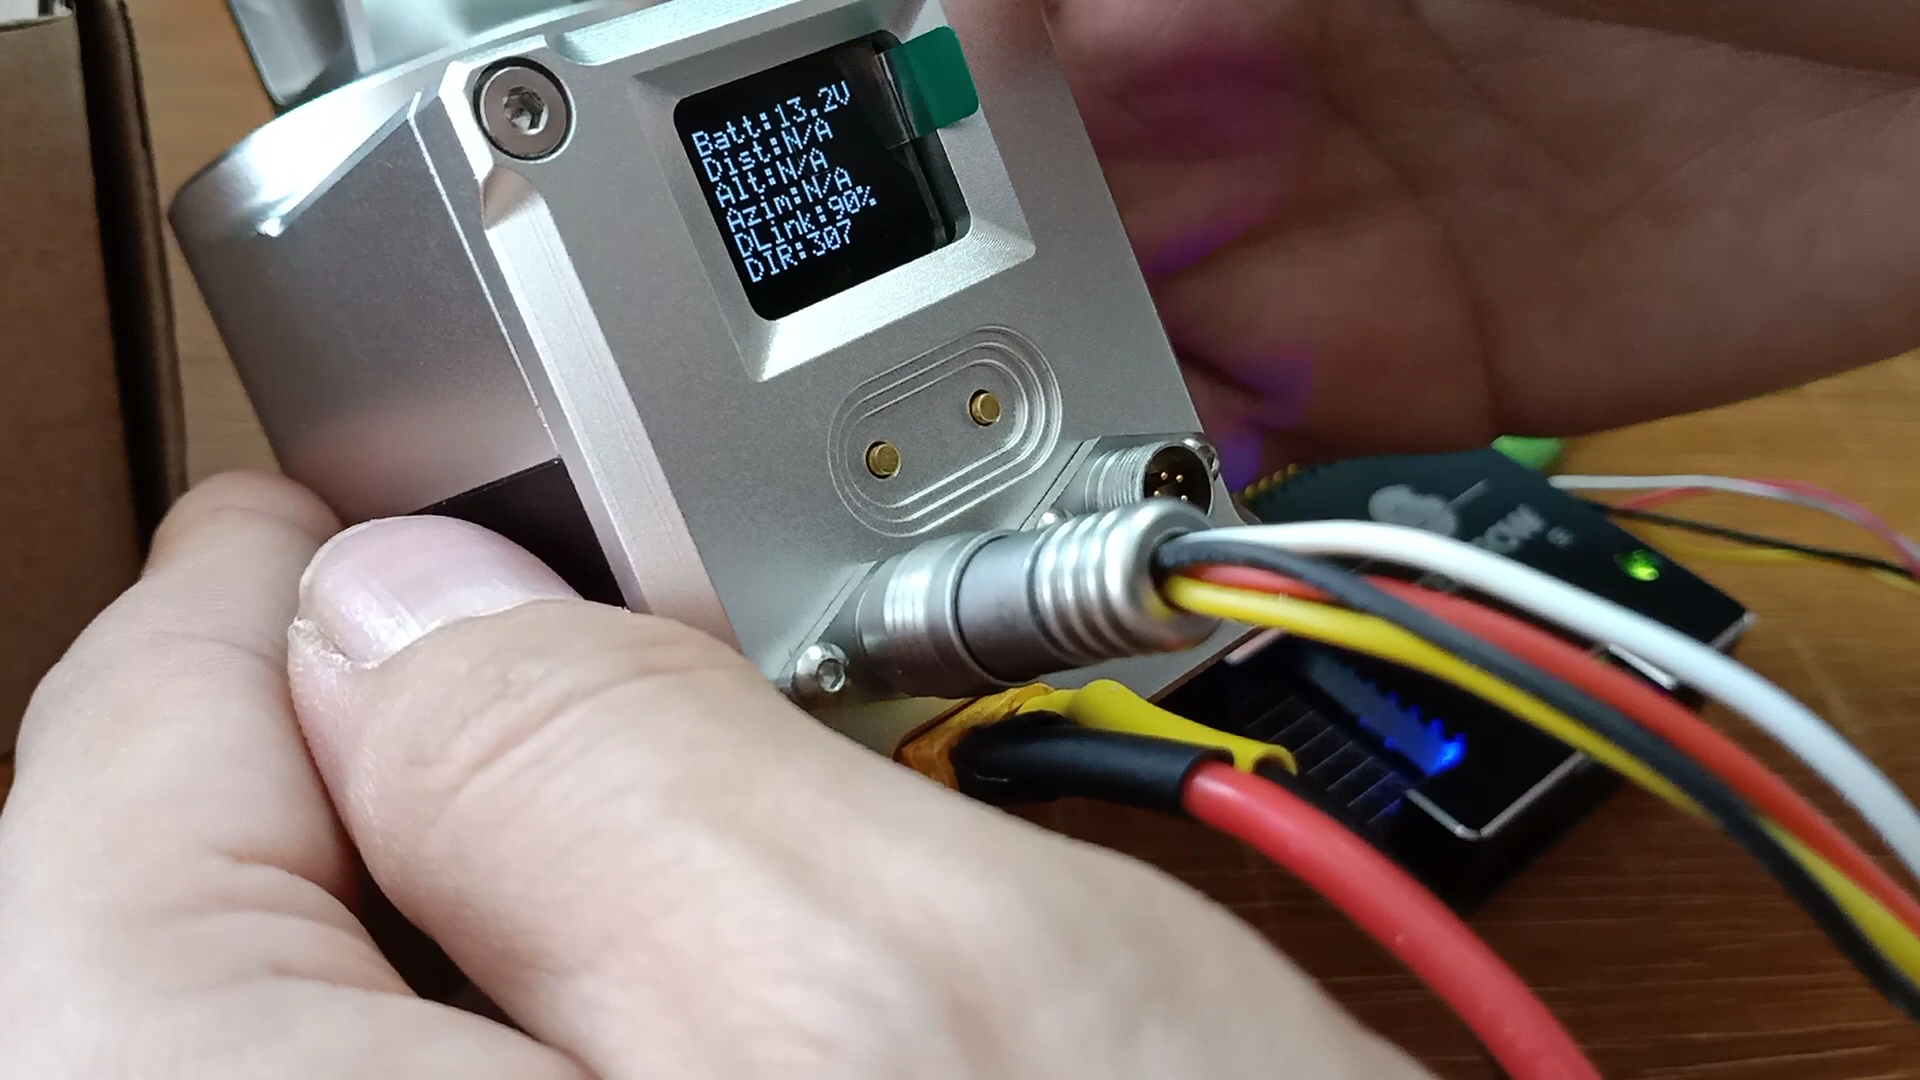 Batt:13.2V
Dist:N/A
Alt:N/A
Azim:N/A
DLink:90%
DIR:307